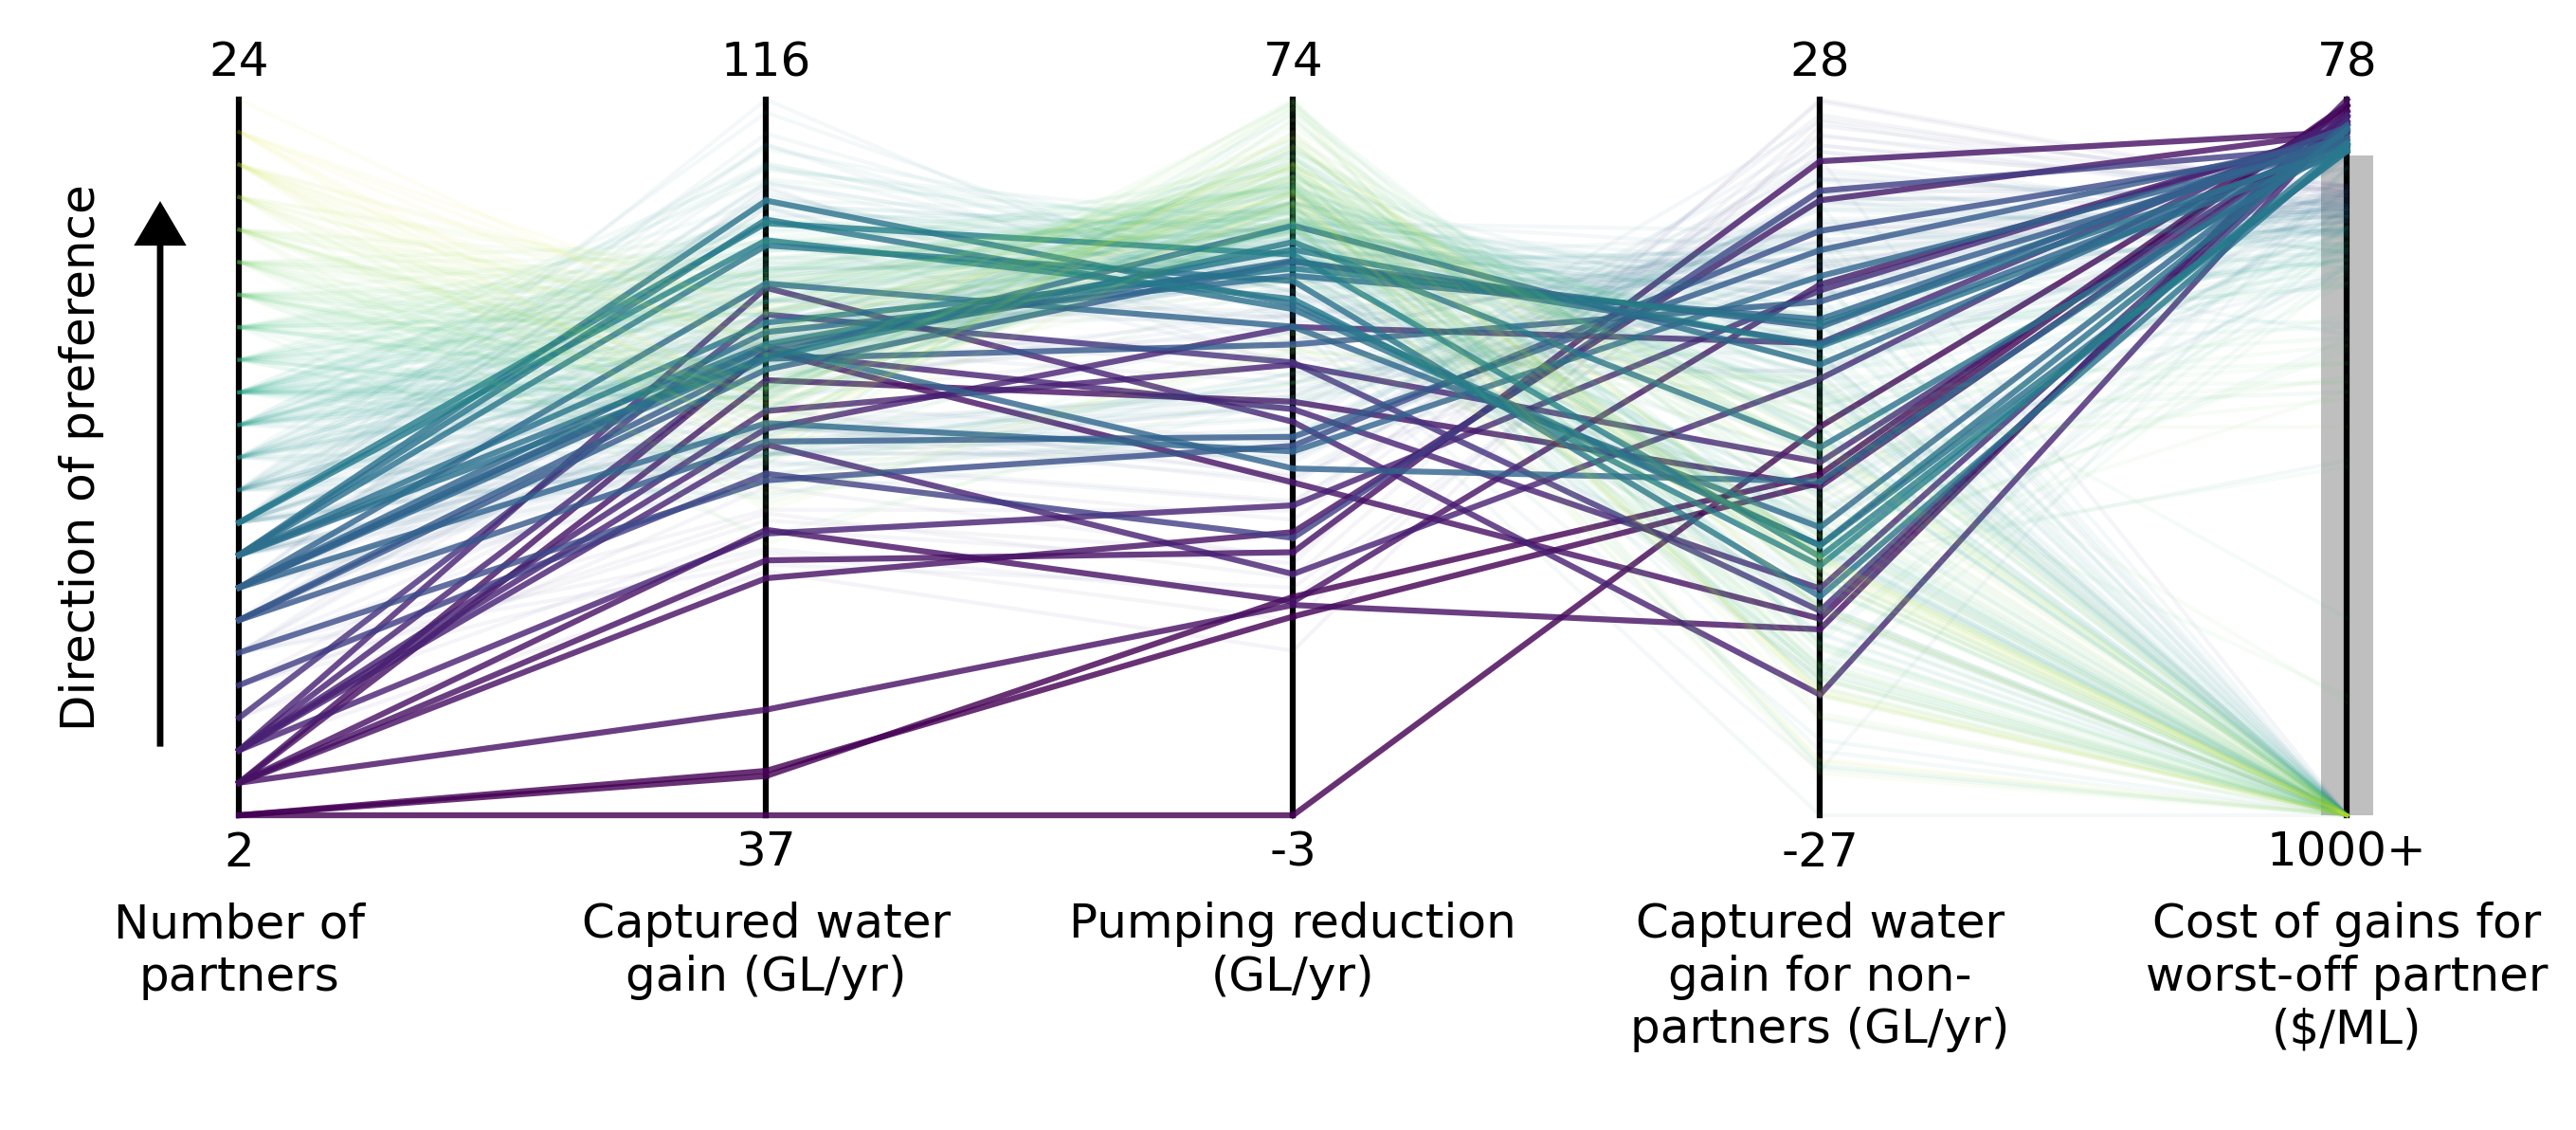 24
116
74
28
78
Direction of preference
2
37
-3
-27
1000+
Number of
partners
Captured water
gain (GL/yr)
Pumping reduction
(GL/yr)
Captured water
gain for non-
partners (GL/yr)
Cost of gains for
worst-off partner
($/ML)